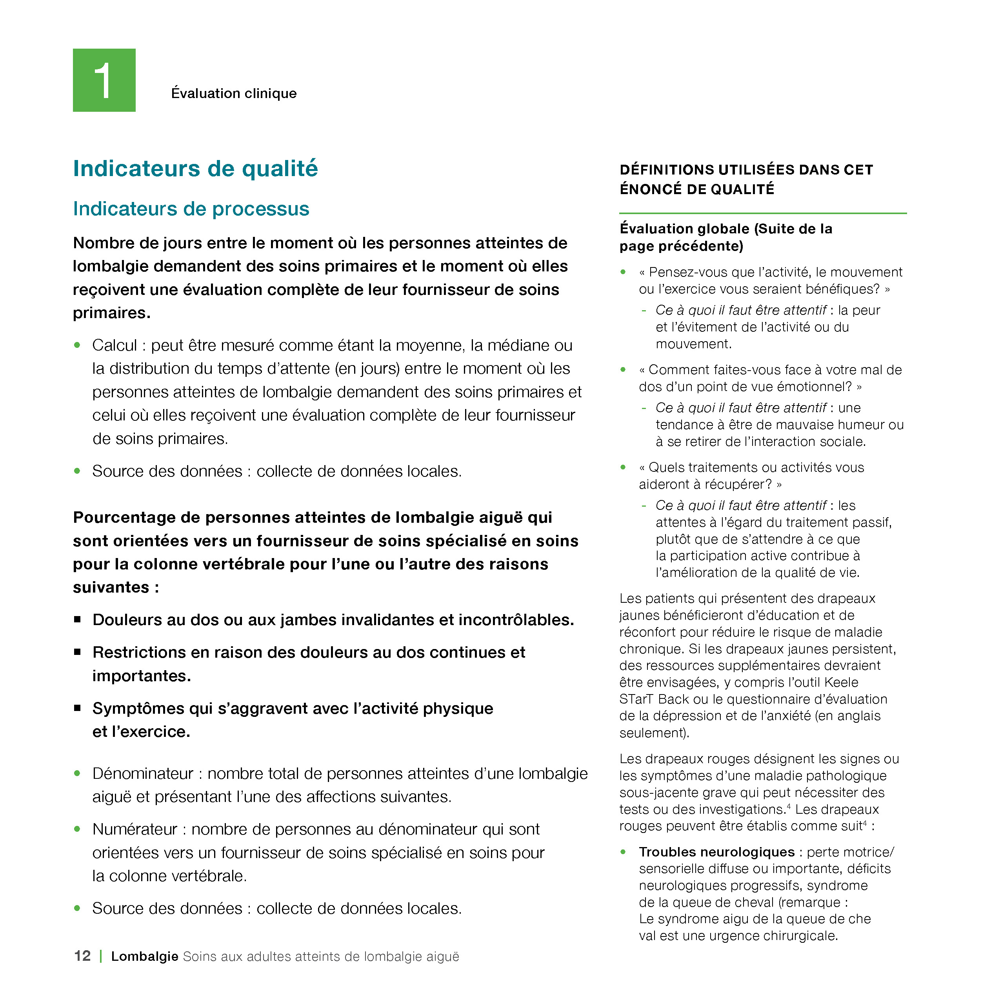 1
Évaluation clinique
Indicateurs de qualité
Indicateurs de processus
Nombre de jours entre le moment où les personnes atteintes de
lombalgie demandent des soins primaires et le moment où elles
reçoivent une évaluation complète de leur fournisseur de soins
primaires.
• Calcul : peut être mesuré comme étant la moyenne, la médiane ou
la distribution du temps d’attente (en jours) entre le moment où les
personnes atteintes de lombalgie demandent des soins primaires et
celui où elles reçoivent une évaluation complète de leur fournisseur
de soins primaires.
• Source des données : collecte de données locales.
Pourcentage de personnes atteintes de lombalgie aiguë qui
sont orientées vers un fournisseur de soins spécialisé en soins
pour la colonne vertébrale pour l’une ou l’autre des raisons
suivantes :
▪ Douleurs au dos ou aux jambes invalidantes et incontrôlables.
▪ Restrictions en raison des douleurs au dos continues et
importantes.
▪ Symptômes qui s’aggravent avec l’activité physique
et l’exercice.
• Dénominateur : nombre total de personnes atteintes d’une lombalgie
aiguë et présentant l’une des affections suivantes.
• Numérateur : nombre de personnes au dénominateur qui sont
orientées vers un fournisseur de soins spécialisé en soins pour
la colonne vertébrale.
• Source des données : collecte de données locales.
DÉFINITIONS UTILISÉES DANS CET
ÉNONCÉ DE QUALITÉ
Évaluation globale (Suite de la
page précédente)
• « Pensez-vous que l’activité, le mouvement
ou l’exercice vous seraient bénéfiques? »
- Ce à quoi il faut être attentif : la peur
et l’évitement de l’activité ou du
mouvement.
• « Comment faites-vous face à votre mal de
dos d’un point de vue émotionnel? »
- Ce à quoi il faut être attentif : une
tendance à être de mauvaise humeur ou
à se retirer de l’interaction sociale.
• « Quels traitements ou activités vous
aideront à récupérer? »
- Ce à quoi il faut être attentif : les
attentes à l’égard du traitement passif,
plutôt que de s’attendre à ce que
la participation active contribue à
l’amélioration de la qualité de vie.
Les patients qui présentent des drapeaux
jaunes bénéficieront d’éducation et de
réconfort pour réduire le risque de maladie
chronique. Si les drapeaux jaunes persistent,
des ressources supplémentaires devraient
être envisagées, y compris l’outil Keele
STarT Back ou le questionnaire d’évaluation
de la dépression et de l’anxiété (en anglais
seulement).
Les drapeaux rouges désignent les signes ou
les symptômes d’une maladie pathologique
sous-jacente grave qui peut nécessiter des
tests ou des investigations.⁴ Les drapeaux
rouges peuvent être établis comme suit⁴ :
• Troubles neurologiques : perte motrice/
sensorielle diffuse ou importante, déficits
neurologiques progressifs, syndrome
de la queue de cheval (remarque :
Le syndrome aigu de la queue de che
val est une urgence chirurgicale.
12 | Lombalgie Soins aux adultes atteints de lombalgie aiguë